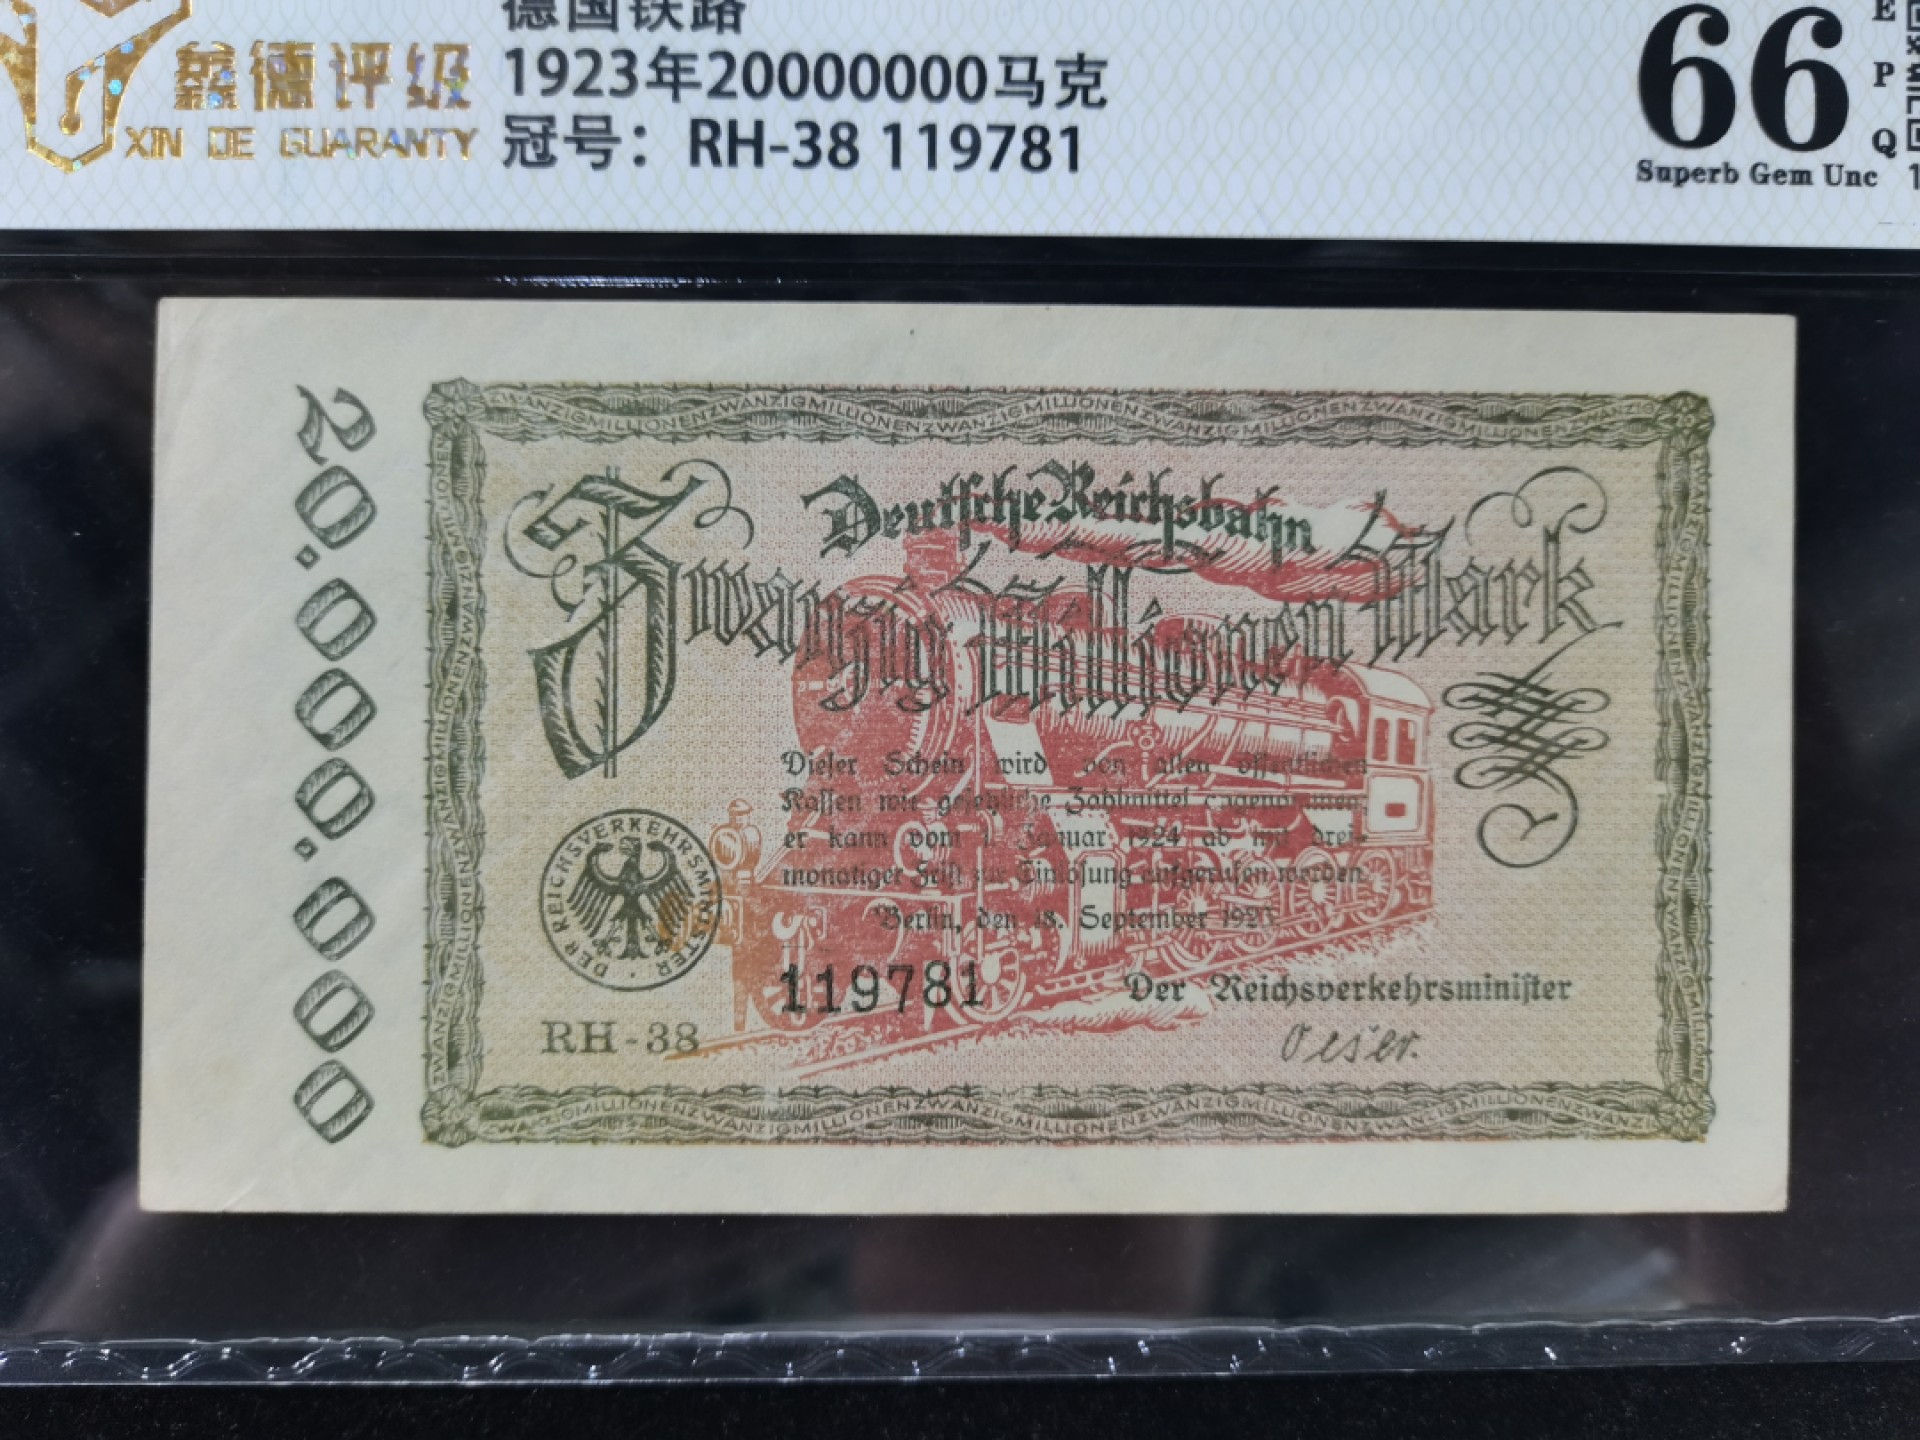 德国铁路
鑫德评级
XIN DE GUARANTY
1923年20000000马克
冠号：RH-38 119781
66
E
P
Q
Superb Gem Unc
20.000.000
ZWANZIGMILLIONENZWANZIGMILLIONENZWANZIGMILLIONENZWANZIGMILLIONENZWANZIG
Deutsche Reichsbahn
Zwanzig Millionen Mark
Dieser Schein wird von allen öffentlichen
Kassen wie gesetzliche Zahlmittel angenommen,
er kann vom 1. Januar 1924 ab mit drei-
monatiger Frist zur Einlösung aufgerufen werden.
Berlin, den 18. September 1923
DER REICHSVERKEHRSMINISTER
119781
Der Reichsverkehrsminister
RH-38
Oeser.